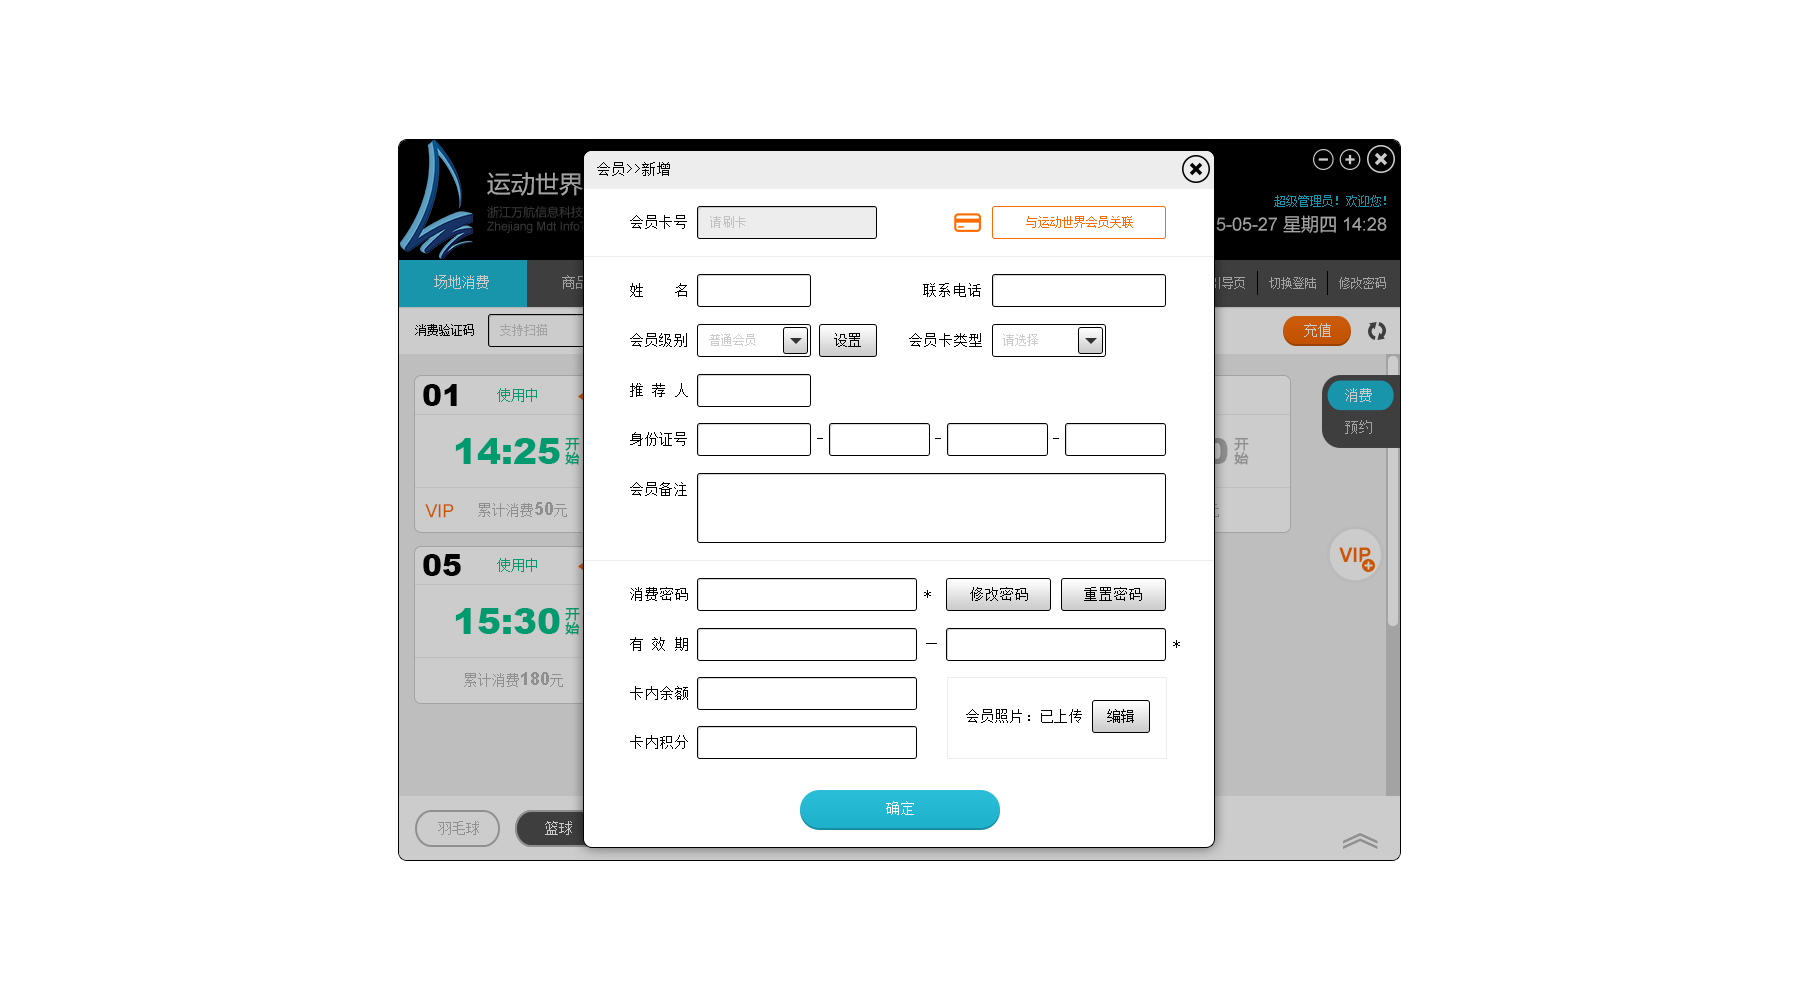 运动世界
浙江万航信息科技
Zhejiang Mdt Info
超级管理员！欢迎您！
5-05-27 星期四 14:28
场地消费
商品
引导页
切换登陆
修改密码
消费验证码
支持扫描
充值
01
使用中
14:25
开始
VIP
累计消费50元
05
使用中
15:30
开始
累计消费180元
0
开始
元
消费
预约
VIP
羽毛球
篮球
会员>>新增
会员卡号 请刷卡
与运动世界会员关联
姓 名
联系电话
会员级别 普通会员 设置
会员卡类型 请选择
推 荐 人
身份证号 - - -
会员备注
消费密码 * 修改密码 重置密码
有 效 期 — *
卡内余额
会员照片：已上传 编辑
卡内积分
确定